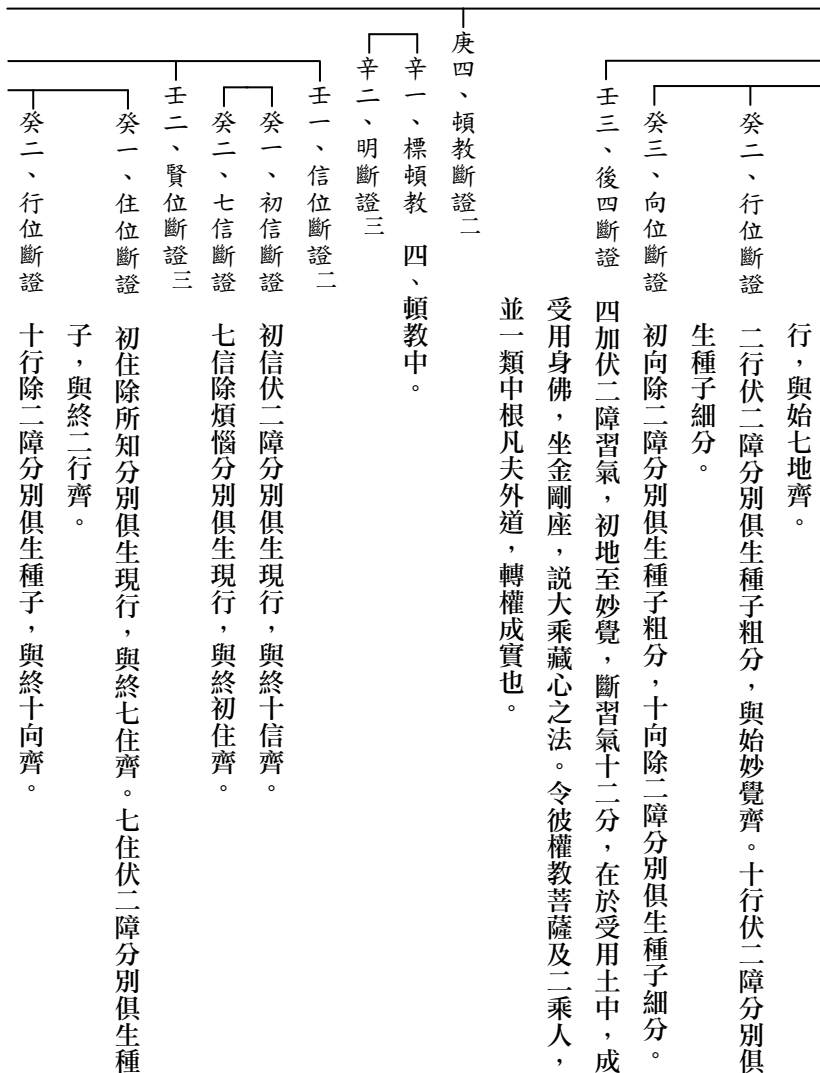 行，與始七地齊。
癸二、行位斷證　二行伏二障分別俱生種子粗分，與始妙覺齊。十行伏二障分別俱
生種子細分。
癸三、向位斷證　初向除二障分別俱生種子粗分，十向除二障分別俱生種子細分。
壬三、後四斷證　四加伏二障習氣，初地至妙覺，斷習氣十二分，在於受用土中，成
受用身佛，坐金剛座，說大乘藏心之法。令彼權教菩薩及二乘人，
並一類中根凡夫外道，轉權成實也。
庚四、頓教斷證二
辛一、標頓教　四、頓教中。
辛二、明斷證三
壬一、信位斷證二
癸一、初信斷證　初信伏二障分別俱生現行，與終十信齊。
癸二、七信斷證　七信除煩惱分別俱生現行，與終初住齊。
壬二、賢位斷證三
癸一、住位斷證　初住除所知分別俱生現行，與終七住齊。七住伏二障分別俱生種
子，與終二行齊。
癸二、行位斷證　十行除二障分別俱生種子，與終十向齊。